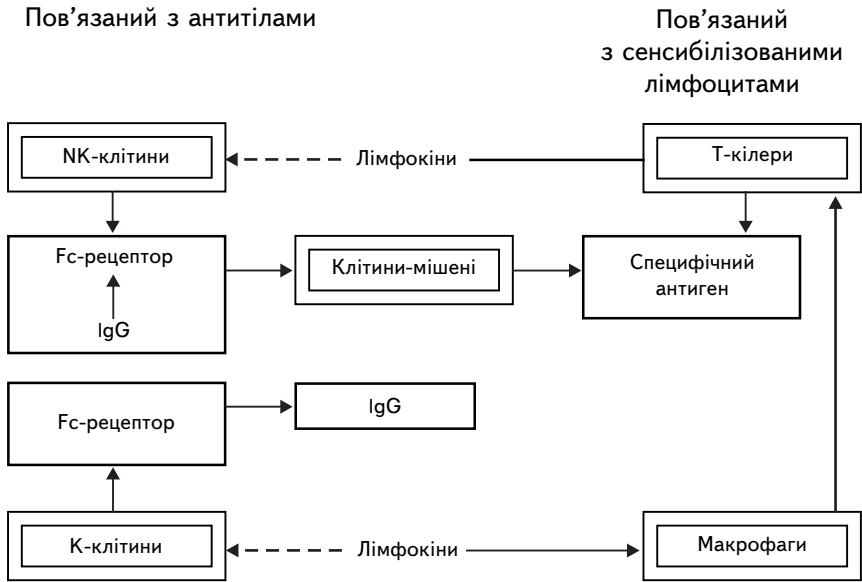 Пов’язаний з антитілами
Пов’язаний
з сенсибілізованими
лімфоцитами
NK-клітини
Лімфокіни
Т-кілери
Fc-рецептор
IgG
Клітини-мішені
Специфічний
антиген
Fc-рецептор
IgG
К-клітини
Лімфокіни
Макрофаги